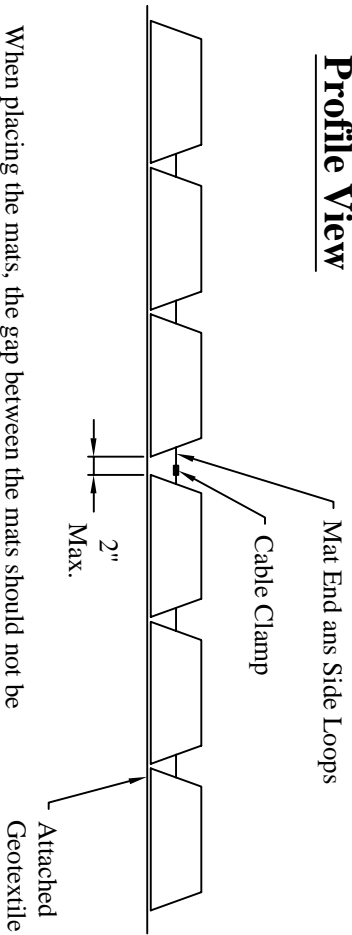 Profile View
Mat End ans Side Loops
Cable Clamp
2"
Max.
Attached
Geotextile
When placing the mats, the gap between the mats should not be